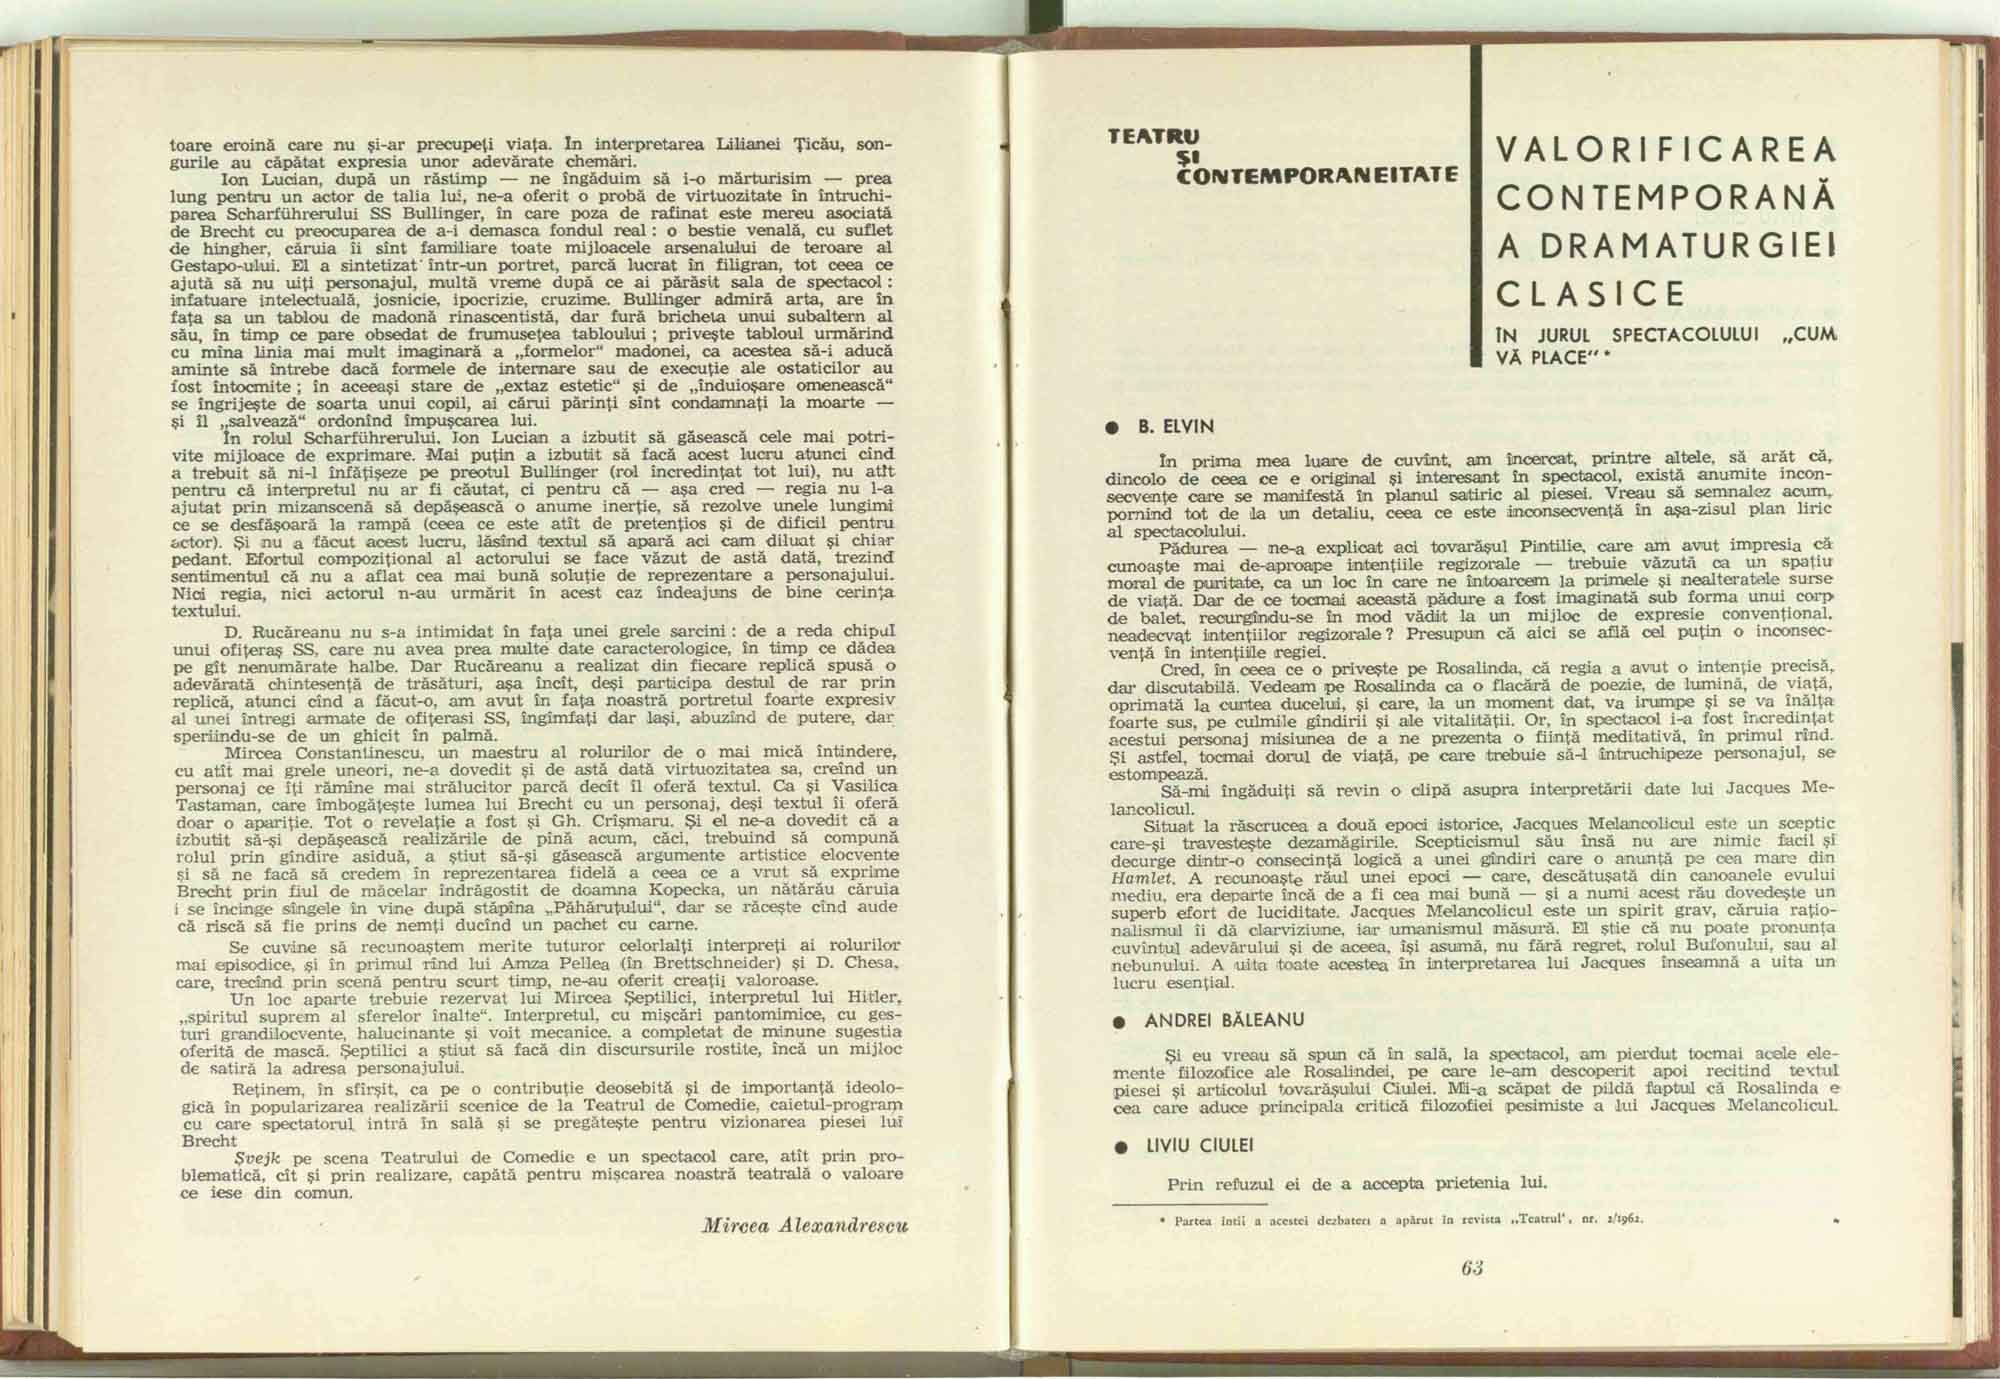 toare eroină care nu şi-ar precupeţi viaţa. In interpretarea Lilianei Ţicău, son-
gurile au căpătat expresia unor adevărate chemări.
Ion Lucian, după un răstimp — ne îngăduim să i-o mărturisim — prea
lung pentru un actor de talia lui, ne-a oferit o probă de virtuozitate în întruchi-
parea Scharführerului SS Bullinger, în care poza de rafinat este mereu asociată
de Brecht cu preocuparea de a-i demasca fondul real : o bestie venală, cu suflet
de hingher, căruia îi sînt familiare toate mijloacele arsenalului de teroare al
Gestapo-ului. El a sintetizat într-un portret, parcă lucrat în filigran, tot ceea ce
ajută să nu uiţi personajul, multă vreme după ce ai părăsit sala de spectacol :
infatuare intelectuală, josnicie, ipocrizie, cruzime. Bullinger admiră arta, are în
faţa sa un tablou de madonă rinascentistă, dar fură bricheta unui subaltern al
său, în timp ce pare obsedat de frumuseţea tabloului ; priveşte tabloul urmărind
cu mîna linia mai mult imaginară a „formelor“ madonei, ca acestea să-i aducă
aminte să întrebe dacă formele de internare sau de execuţie ale ostaticilor au
fost întocmite ; în aceeaşi stare de „extaz estetic“ şi de „înduioşare omenească“
se îngrijeşte de soarta unui copil, ai cărui părinţi sînt condamnaţi la moarte —
şi îl „salvează“ ordonînd împuşcarea lui.
În rolul Scharführerului, Ion Lucian a izbutit să găsească cele mai potri-
vite mijloace de exprimare. Mai puţin a izbutit să facă acest lucru atunci cînd
a trebuit să ni-l înfăţişeze pe preotul Bullinger (rol încredinţat tot lui), nu atît
pentru că interpretul nu ar fi căutat, ci pentru că — aşa cred — regia nu l-a
ajutat prin mizanscenă să depăşească o anume inerţie, să rezolve unele lungimi
ce se desfăşoară la rampă (ceea ce este atît de pretenţios şi de dificil pentru
actor). Şi nu a făcut acest lucru, lăsînd textul să apară aci cam diluat şi chiar
pedant. Efortul compoziţional al actorului se face văzut de astă dată, trezind
sentimentul că nu a aflat cea mai bună soluţie de reprezentare a personajului.
Nici regia, nici actorul n-au urmărit în acest caz îndeajuns de bine cerinţa
textului.
D. Rucăreanu nu s-a intimidat în faţa unei grele sarcini : de a reda chipul
unui ofiţeraş SS, care nu avea prea multe date caracterologice, în timp ce dădea
pe gît nenumărate halbe. Dar Rucăreanu a realizat din fiecare replică spusă o
adevărată chintesenţă de trăsături, aşa încît, deşi participa destul de rar prin
replică, atunci cînd a făcut-o, am avut în faţa noastră portretul foarte expresiv
al unei întregi armate de ofiţeraşi SS, îngîmfaţi dar laşi, abuzînd de putere, dar
speriindu-se de un ghicit în palmă.
Mircea Constantinescu, un maestru al rolurilor de o mai mică întindere,
cu atît mai grele uneori, ne-a dovedit şi de astă dată virtuozitatea sa, creînd un
personaj ce îţi rămîne mai strălucitor parcă decît îl oferă textul. Ca şi Vasilica
Tastaman, care îmbogăţeşte lumea lui Brecht cu un personaj, deşi textul îi oferă
doar o apariţie. Tot o revelaţie a fost şi Gh. Crîşmaru. Şi el ne-a dovedit că a
izbutit să-şi depăşească realizările de pînă acum, căci, trebuind să compună
rolul prin gîndire asiduă, a ştiut să-şi găsească argumente artistice elocvente
şi să ne facă să credem în reprezentarea fidelă a ceea ce a vrut să exprime
Brecht prin fiul de măcelar îndrăgostit de doamna Kopecka, un nătărău căruia
i se încinge sîngele în vine după stăpîna „Păhăruţului“, dar se răceşte cînd aude
că riscă să fie prins de nemţi ducînd un pachet cu carne.
Se cuvine să recunoaştem merite tuturor celorlalţi interpreţi ai rolurilor
mai episodice, şi în primul rînd lui Amza Pellea (în Brettschneider) şi D. Chesa,
care, trecînd prin scenă pentru scurt timp, ne-au oferit creaţii valoroase.
Un loc aparte trebuie rezervat lui Mircea Şeptilici, interpretul lui Hitler,
„spiritul suprem al sferelor înalte“. Interpretul, cu mişcări pantomimice, cu ges-
turi grandilocvente, halucinante şi voit mecanice, a completat de minune sugestia
oferită de mască. Şeptilici a ştiut să facă din discursurile rostite, încă un mijloc
de satiră la adresa personajului.
Reţinem, în sfîrşit, ca pe o contribuţie deosebită şi de importanţă ideolo-
gică în popularizarea realizării scenice de la Teatrul de Comedie, caietul-program
cu care spectatorul intră în sală şi se pregăteşte pentru vizionarea piesei lui
Brecht
Şvejk pe scena Teatrului de Comedie e un spectacol care, atît prin pro-
blematică, cît şi prin realizare, capătă pentru mişcarea noastră teatrală o valoare
ce iese din comun.
Mircea Alexandrescu
TEATRU
ŞI
CONTEMPORANEITATE
VALORIFICAREA
CONTEMPORANĂ
A DRAMATURGIEI
CLASICE
ÎN JURUL SPECTACOLULUI „CUM
VĂ PLACE“ *
● B. ELVIN
În prima mea luare de cuvînt, am încercat, printre altele, să arăt că,
dincolo de ceea ce e original şi interesant în spectacol, există anumite incon-
secvenţe care se manifestă în planul satiric al piesei. Vreau să semnalez acum,
pornind tot de la un detaliu, ceea ce este inconsecvenţă în aşa-zisul plan liric
al spectacolului.
Pădurea — ne-a explicat aci tovarăşul Pintilie, care am avut impresia că
cunoaşte mai de-aproape intenţiile regizorale — trebuie văzută ca un spaţiu
moral de puritate, ca un loc în care ne întoarcem la primele şi nealteratele surse
de viaţă. Dar de ce tocmai această pădure a fost imaginată sub forma unui corp
de balet, recurgîndu-se în mod vădit la un mijloc de expresie convenţional,
neadecvat intenţiilor regizorale ? Presupun că aici se află cel puţin o inconsec-
venţă în intenţiile regiei.
Cred, în ceea ce o priveşte pe Rosalinda, că regia a avut o intenţie precisă,
dar discutabilă. Vedeam pe Rosalinda ca o flacără de poezie, de lumină, de viaţă,
oprimată la curtea ducelui, şi care, la un moment dat, va irumpe şi se va înălţa
foarte sus, pe culmile gîndirii şi ale vitalităţii. Or, în spectacol i-a fost încredinţat
acestui personaj misiunea de a ne prezenta o fiinţă meditativă, în primul rînd.
Şi astfel, tocmai dorul de viaţă, pe care trebuie să-l întruchipeze personajul, se
estompează.
Să-mi îngăduiţi să revin o clipă asupra interpretării date lui Jacques Me-
lancolicul.
Situat la răscrucea a două epoci istorice, Jacques Melancolicul este un sceptic
care-şi travesteşte dezamăgirile. Scepticismul său însă nu are nimic facil şi
decurge dintr-o consecinţă logică a unei gîndiri care o anunţă pe cea mare din
Hamlet. A recunoaşte răul unei epoci — care, descătuşată din canoanele evului
mediu, era departe încă de a fi cea mai bună — şi a numi acest rău dovedeşte un
superb efort de luciditate. Jacques Melancolicul este un spirit grav, căruia raţio-
nalismul îi dă clarviziune, iar umanismul măsură. El ştie că nu poate pronunţa
cuvîntul adevărului şi de aceea, îşi asumă, nu fără regret, rolul Bufonului, sau al
nebunului. A uita toate acestea în interpretarea lui Jacques înseamnă a uita un
lucru esenţial.
● ANDREI BĂLEANU
Şi eu vreau să spun că în sală, la spectacol, am pierdut tocmai acele ele-
mente filozofice ale Rosalindei, pe care le-am descoperit apoi recitind textul
piesei şi articolul tovarăşului Ciulei. Mi-a scăpat de pildă faptul că Rosalinda e
cea care aduce principala critică filozofiei pesimiste a lui Jacques Melancolicul.
● LIVIU CIULEI
Prin refuzul ei de a accepta prietenia lui.
* Partea întîi a acestei dezbateri a apărut în revista „Teatrul“, nr. 2/1962.
63